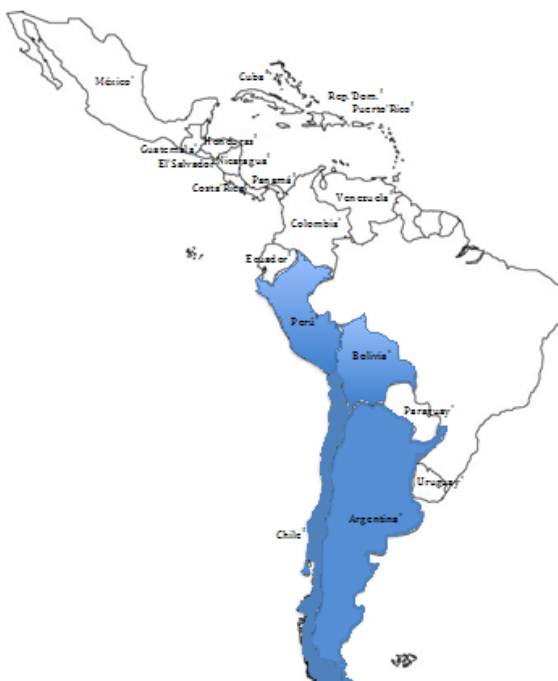 México
Cuba
Rep. Dom.
Puerto Rico
Honduras
Guatemala
El Salvador
Nicaragua
Costa Rica
Panamá
Venezuela
Colombia
Ecuador
Perú
Bolivia
Paraguay
Uruguay
Argentina
Chile